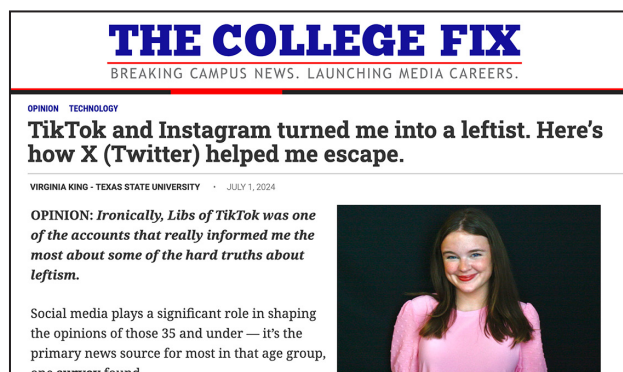 THE COLLEGE FIX
BREAKING CAMPUS NEWS. LAUNCHING MEDIA CAREERS.
OPINION TECHNOLOGY
TikTok and Instagram turned me into a leftist. Here's
how X (Twitter) helped me escape.
VIRGINIA KING - TEXAS STATE UNIVERSITY • JULY 1, 2024
OPINION: Ironically, Libs of TikTok was one
of the accounts that really informed me the
most about some of the hard truths about
leftism.
Social media plays a significant role in shaping
the opinions of those 35 and under — it's the
primary news source for most in that age group,
one survey found